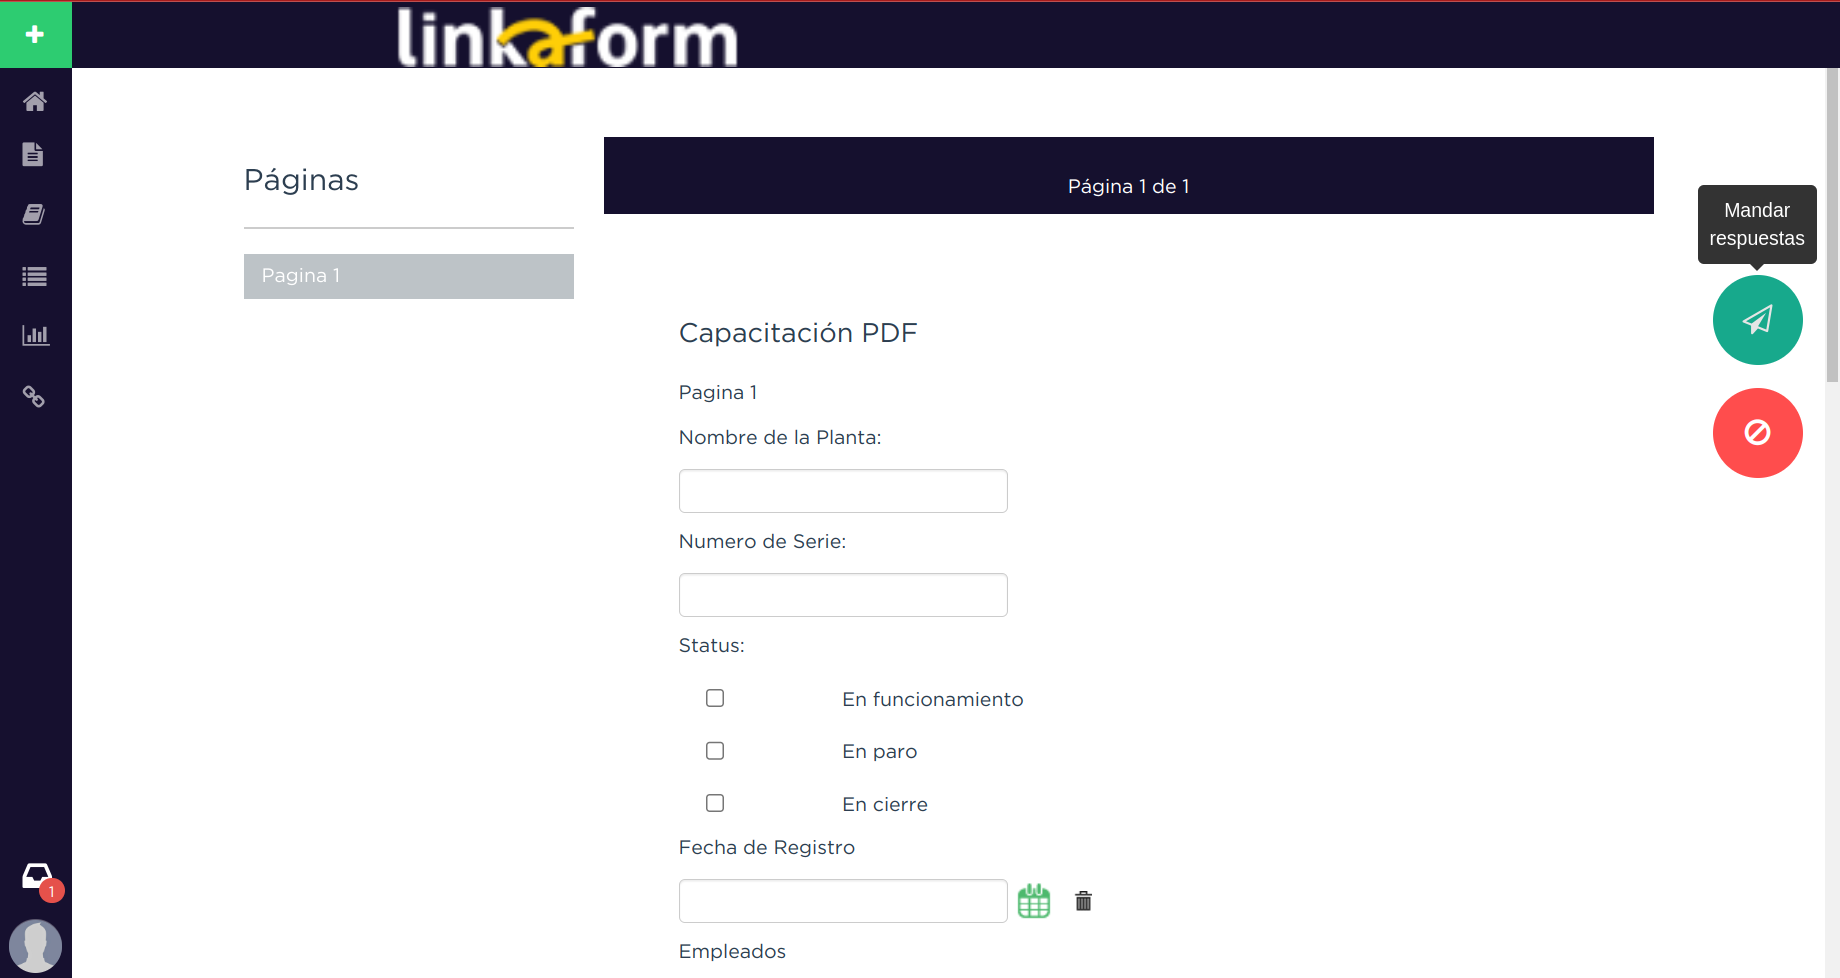 linkaform
Páginas
Pagina 1
Página 1 de 1
Mandar
respuestas
Capacitación PDF
Pagina 1
Nombre de la Planta:
Numero de Serie:
Status:
En funcionamiento
En paro
En cierre
Fecha de Registro
Empleados
1